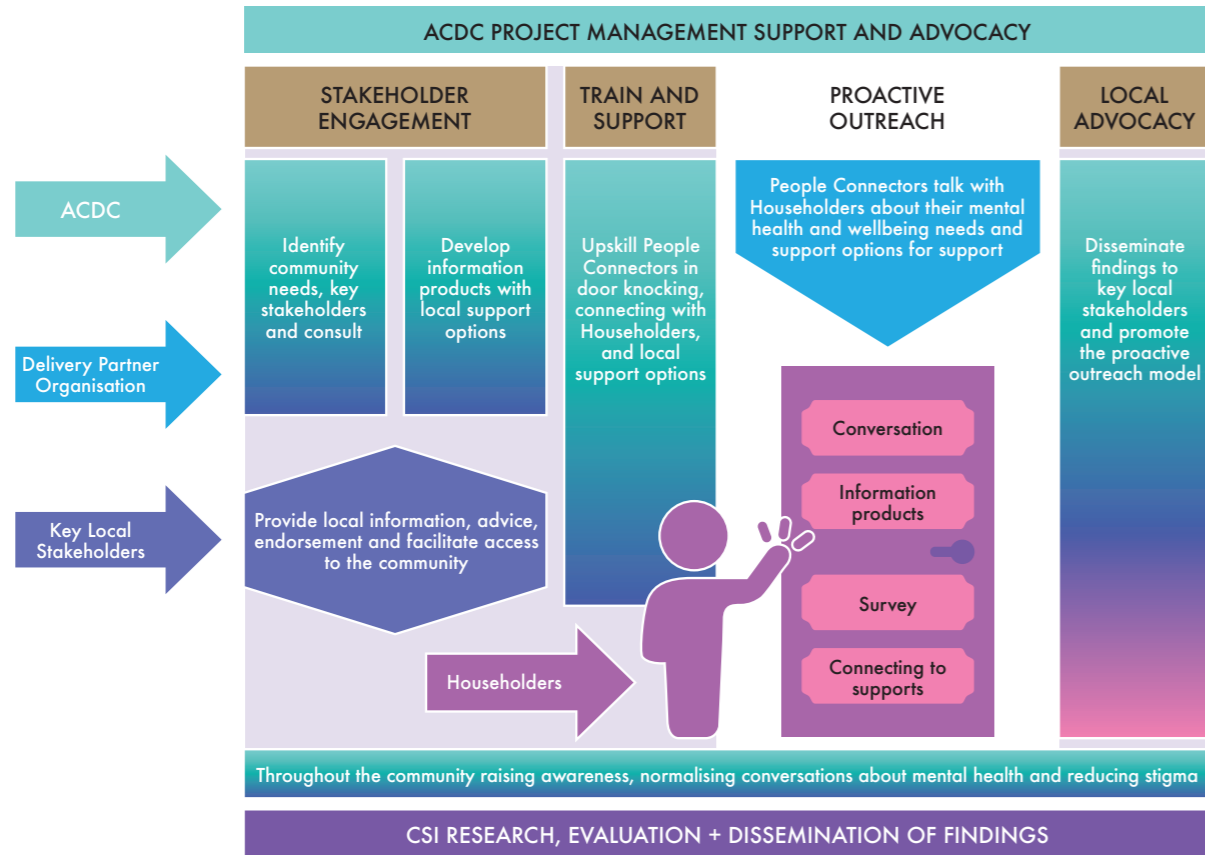 ACDC PROJECT MANAGEMENT SUPPORT AND ADVOCACY
STAKEHOLDER
ENGAGEMENT
TRAIN AND
SUPPORT
PROACTIVE
OUTREACH
LOCAL
ADVOCACY
ACDC
Delivery Partner
Organisation
Key Local
Stakeholders
Identify
community
needs, key
stakeholders
and consult
Develop
information
products with
local support
options
Provide local information, advice,
endorsement and facilitate access
to the community
Upskill People
Connectors in
door knocking,
connecting with
Householders,
and local
support options
People Connectors talk with
Householders about their mental
health and wellbeing needs and
support options for support
Householders
Conversation
Information
products
Survey
Connecting to
supports
Disseminate
findings to
key local
stakeholders
and promote
the proactive
outreach model
Throughout the community raising awareness, normalising conversations about mental health and reducing stigma
CSI RESEARCH, EVALUATION + DISSEMINATION OF FINDINGS